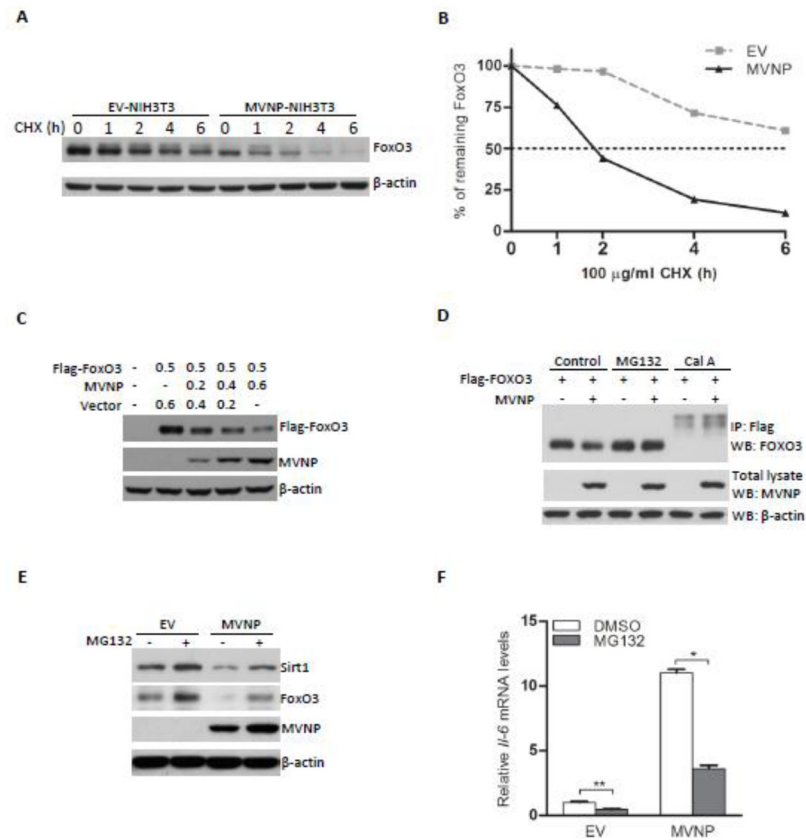 A
EV-NIH3T3 MVNP-NIH3T3
CHX (h) 0 1 2 4 6 0 1 2 4 6
FoxO3
β-actin
B
EV
MVNP
100
75
50
25
0
% of remaining FoxO3
0 1 2 4 6
100 µg/ml CHX (h)
C
Flag-FoxO3 - 0.5 0.5 0.5 0.5
MVNP - - 0.2 0.4 0.6
Vector - 0.6 0.4 0.2 -
Flag-FoxO3
MVNP
β-actin
D
Control MG132 Cal A
Flag-FOXO3 + + + + + +
MVNP - + - + - +
IP: Flag
WB: FOXO3
Total lysate
WB: MVNP
WB: β-actin
E
EV MVNP
MG132 - + - +
Sirt1
FoxO3
MVNP
β-actin
F
DMSO
MG132
15
10
5
0
Relative Il-6 mRNA levels
**
*
EV MVNP